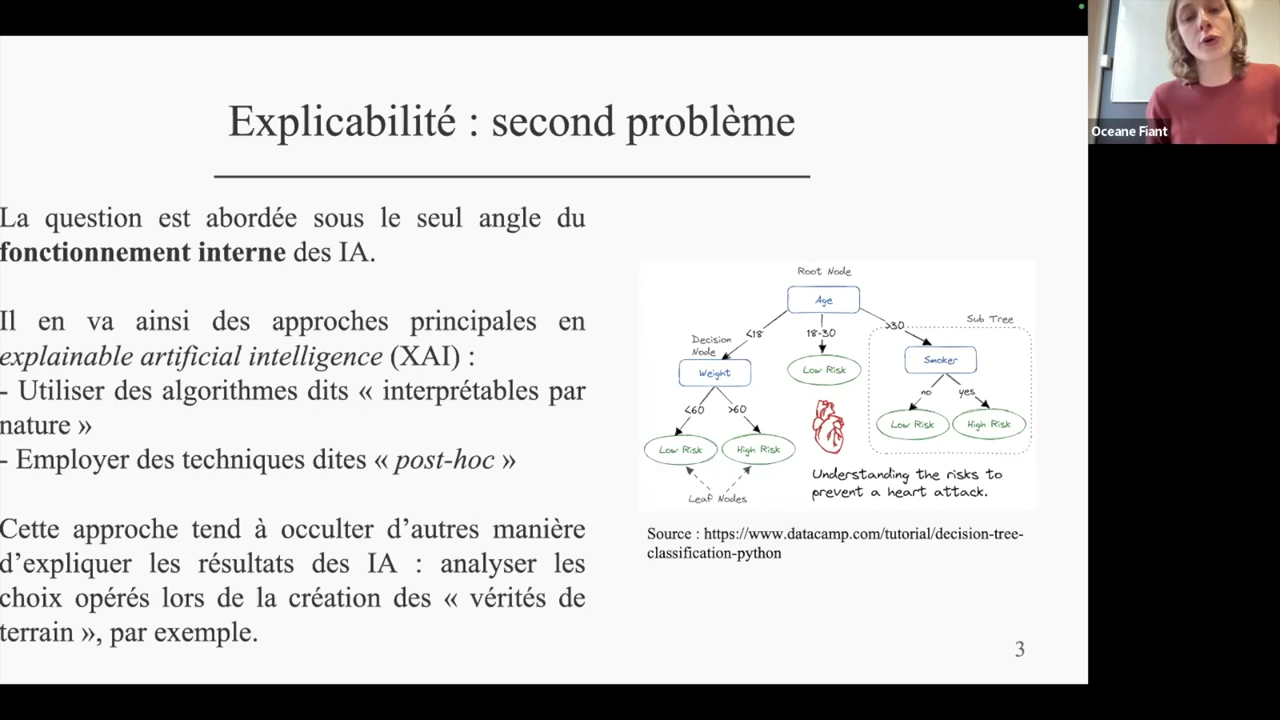 Explicabilité : second problème
La question est abordée sous le seul angle du
fonctionnement interne des IA.
Il en va ainsi des approches principales en
explainable artificial intelligence (XAI) :
- Utiliser des algorithmes dits « interprétables par
nature »
- Employer des techniques dites « post-hoc »
Cette approche tend à occulter d’autres manière
d’expliquer les résultats des IA : analyser les
choix opérés lors de la création des « vérités de
terrain », par exemple.
Root Node
Age
<18
18-30
>30
Sub Tree
Decision
Node
Weight
Low Risk
Smoker
<60
>60
no
yes
Low Risk
High Risk
Low Risk
High Risk
Leaf Nodes
Understanding the risks to
prevent a heart attack.
Source : https://www.datacamp.com/tutorial/decision-tree-
classification-python
3
Oceane Fiant